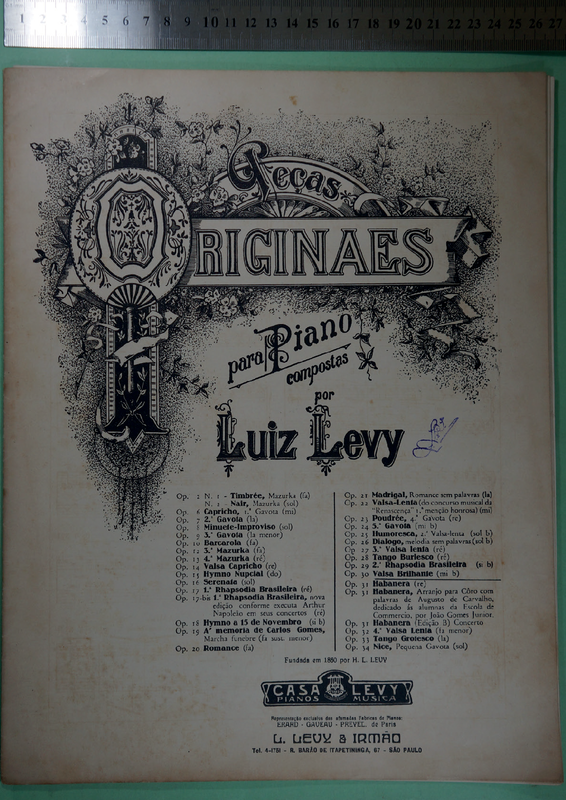 1 2 3 4 5 6 7 8 9 10 11 12 13 14 15 16 17 18 19 20 21 22 23 24 25 26 27
Peças
ORIGINAES
para Piano
compostas
por
Luiz Levy
Op. 2 N. 1 - Timbrée, Mazurka (fa)
N. 1 - Nair, Mazurka (sol)
Op. 6 Capricho, 1.ª Gavota (mi)
Op. 7 2.ª Gavota (la)
Op. 8 Minuete-Improviso (sol)
Op. 9 3.ª Gavota (la menor)
Op. 10 Barcarola (fa)
Op. 12 3.ª Mazurka (fa)
Op. 13 4.ª Mazurka (ré)
Op. 14 Valsa Capricho (re)
Op. 15 Hymno Nupcial (do)
Op. 16 Serenata (sol)
Op. 17 1.ª Rhapsodia Brasileira (ré)
Op. 17-bis 1.ª Rhapsodia Brasileira, nova
edição conforme executa Arthur
Napoleão em seus concertos (ré)
Op. 18 Hymno a 15 de Novembro (si b)
Op. 19 A' memoria de Carlos Gomes,
Marcha funebre (fa sust. menor)
Op. 20 Romance (fa)
Op. 21 Madrigal, Romance sem palavras (la)
Op. 22 Valsa-Lenta (do concurso musical da
"Renascença" 1.ª menção honrosa) (mi)
Op. 23 Poudrée, 4.ª Gavota (re)
Op. 24 5.ª Gavota (mi b)
Op. 25 Humoresca, 2.ª Valsa-lenta (sol b)
Op. 26 Dialogo, melodia sem palavras (sol b)
Op. 27 3.ª Valsa lenta (ré)
Op. 28 Tango Burlesco (ré)
Op. 29 2.ª Rhapsodia Brasileira (si b)
Op. 30 Valsa Brilhante (mi b)
Op. 31 Habanera (re)
Op. 31 Habanera, Arranjo para Côro com
palavras de Augusto de Carvalho,
dedicado ás alumnas da Escola de
Commercio, por João Gomes Junior.
Op. 31 Habanera (Edição B) Concerto
Op. 32 4.ª Valsa Lenta (la menor)
Op. 33 Tango Grotesco (la)
Op. 34 Nice, Pequena Gavota (sol)
Fundada em 1860 por H. L. LEVY
CASA LEVY
PIANOS MUSICA
Representação exclusiva dos afamados fabricos de Pianos:
ERARD - GAVEAU - PREVEL, de Paris
L. LEVY & IRMÃO
Tel. 4-1781 - R. BARÃO DE ITAPETININGA, 67 - SÃO PAULO